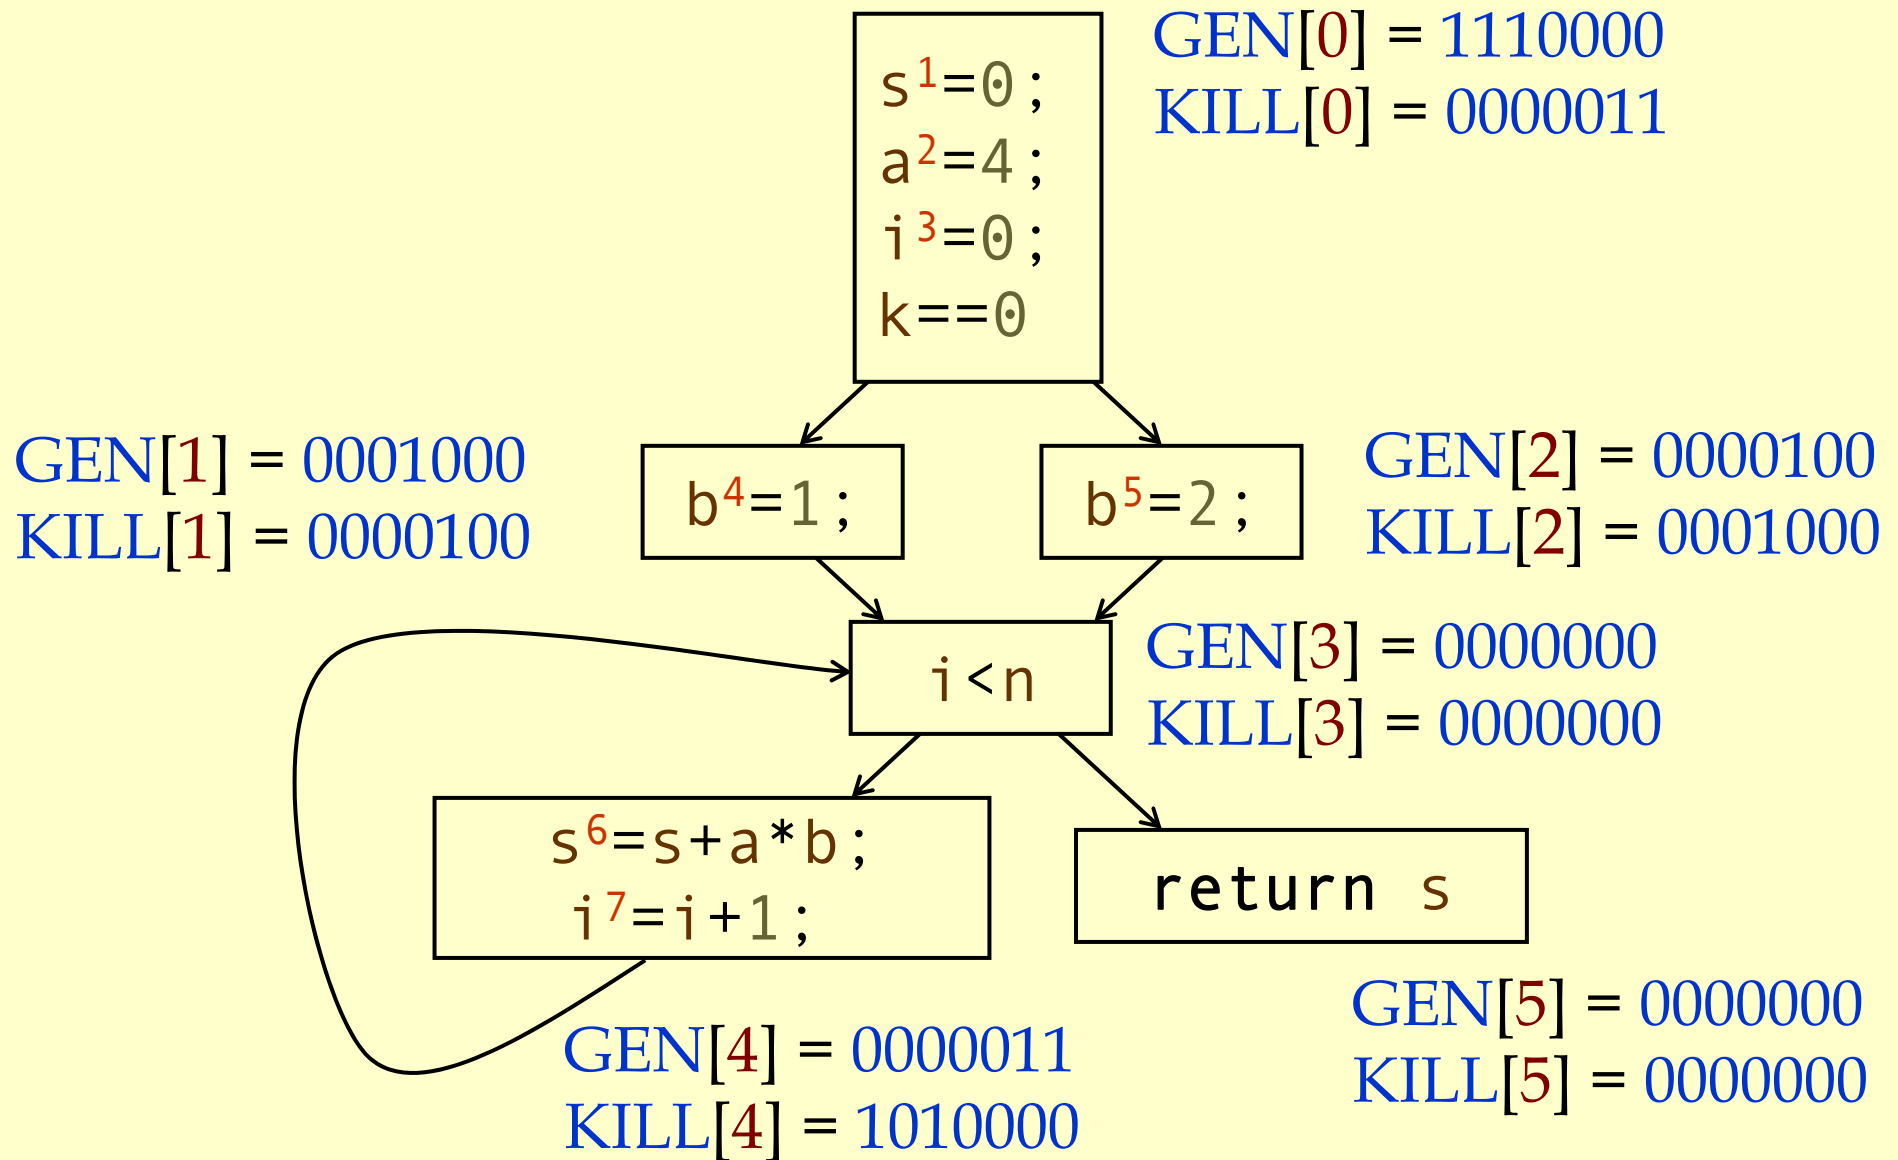 s¹=0;
a²=4;
i³=0;
k==0
GEN[0] = 1110000
KILL[0] = 0000011
GEN[1] = 0001000
KILL[1] = 0000100
b⁴=1;
b⁵=2;
GEN[2] = 0000100
KILL[2] = 0001000
i<n
GEN[3] = 0000000
KILL[3] = 0000000
s⁶=s+a*b;
i⁷=i+1;
return s
GEN[4] = 0000011
KILL[4] = 1010000
GEN[5] = 0000000
KILL[5] = 0000000